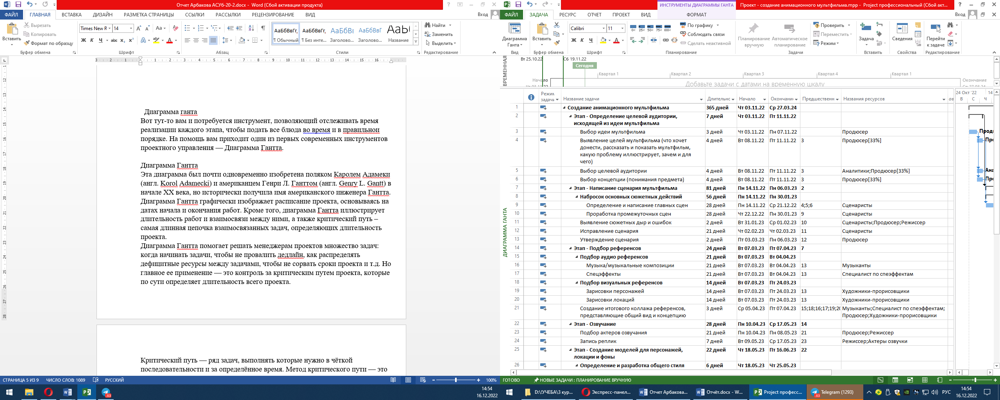 Отчет Арбакова АСУб-20-2.docx - Word (Сбой активации продукта)
ФАЙЛ ГЛАВНАЯ ВСТАВКА ДИЗАЙН РАЗМЕТКА СТРАНИЦЫ ССЫЛКИ РАССЫЛКИ РЕЦЕНЗИРОВАНИЕ ВИД Вход
Вставить
Вырезать
Копировать
Формат по образцу
Буфер обмена
Times New R 14
Шрифт
Абзац
АаБбВвГг, АаБбВвГг, АаБбВ АаБбВвГ
¶ Обычный ¶ Без инте... Заголово... Заголово... Название
Стили
Найти
Заменить
Выделить
Редактирование
Диаграмма ганта
Вот тут-то вам и потребуется инструмент, позволяющий отслеживать время
реализации каждого этапа, чтобы подать все блюда во время и в правильнои
порядке. На помощь вам приходит один из первых современных инструментов
проектного управления — Диаграмма Гантта.
Диаграмма Гантта
Эта диаграмма был почти одновременно изобретена поляком Каролем Адамеки
(англ. Korol Adamecki) и американцем Генри Л. Ганттом (англ. Genry L. Gantt) в
начале XX века, но исторически получила имя американского инженера Гантта.
Диаграмма Гантта графически изображает расписание проекта, основываясь на
датах начала и окончания работ. Кроме того, диаграмма Гантта иллюстрирует
длительность работ и взаимосвязи между ними, а также критический путь –
самая длинная цепочка взаимосвязанных задач, определяющих длительность
проекта.
Диаграмма Гантта помогает решать менеджерам проектов множество задач:
когда начинать задачи, чтобы не провалить дедлайн, как распределять
дефицитные ресурсы между задачами, чтобы не сорвать сроки проекта и т.д. Но
главное ее применение — это контроль за критическим путем проекта, которые
по сути определяет длительность всего проекта.
Критический путь — ряд задач, выполнять которые нужно в чёткой
последовательности и за определённое время. Метод критического пути — это
СТРАНИЦА 5 ИЗ 9 ЧИСЛО СЛОВ: 1089 РУССКИЙ 100%
14:54
16.12.2022
ИНСТРУМЕНТЫ ДИАГРАММЫ ГАНТА Проект - создание анимационного мультфильма.mpp - Project профессиональный (Сбой акт...
ФАЙЛ ЗАДАЧА РЕСУРС ОТЧЕТ ПРОЕКТ ВИД ФОРМАТ Вход
Диаграмма Ганта
Вид
Вставить
Буфер обмена
Calibri 11
Шрифт
0% 25% 50% 75% 100%
По графику
Соблюдать связи
Сделать неактивной
Планирование
Планирование вручную
Автоматическое планирование
Проверить
Переместить
Режим
Задачи
Задача
Вставить
Сведения
Свойства
Перейти к задаче
Редактирование
ВРЕМЕННАЯ
Вт 25.10.22 Сб 19.11.22
Сегодня
Квартал 1 Квартал 2 Квартал 3 Квартал 4 Квартал 1
Начало Добавьте задачи с датами на временную шкалу Окончание
Чт 03.11.22 Ср 27.03.24
ДИАГРАММА ГАНТА
Режим задачи Название задачи Длительнс Начало Окончани Предшественн Названия ресурсов 24 Окт '22 14
В С Ч
1 Создание анимационного мультфильма 365 дней Чт 03.11.22 Ср 27.03.24
2 Этап - Определение целевой аудитории, 7 дней Чт 03.11.22 Пт 11.11.22
исходящей из идеи мультфильма
3 Выбор идеи мультфильма 3 дней Чт 03.11.22 Пн 07.11.22 Продюсер
4 Выявление целей мультфильма (что хочет 4 дней Вт 08.11.22 Пт 11.11.22 3 Продюсер[33%]
донести, рассказать и показать мультфильм,
какую проблему иллюстрирует, зачем и для
чего)
5 Выбор целевой аудитории 4 дней Вт 08.11.22 Пт 11.11.22 3 Аналитики;Продюсер[33%]
6 Выбор концепции (понимания предмета) 4 дней Вт 08.11.22 Пт 11.11.22 3 Продюсер[33%]
7 Этап - Написание сценария мультфильма 81 дней Пн 14.11.22 Пн 06.03.23 2
8 Набросок основных сюжетных действий 56 дней Пн 14.11.22 Пн 30.01.23
9 Определение и написание главных сцен 28 дней Пн 14.11.22 Ср 21.12.22 4;5;6 Сценаристы
10 Проработка промежуточных сцен 28 дней Чт 22.12.22 Пн 30.01.23 9 Сценаристы
11 Выявление сюжетных дыр и ошибок 2 дней Вт 31.01.23 Ср 01.02.23 10 Сценаристы;Продюсер;Режиссер
12 Исправление сценария 21 дней Чт 02.02.23 Чт 02.03.23 11 Сценаристы
13 Утверждение сценария 2 дней Пт 03.03.23 Пн 06.03.23 12 Продюсер
14 Этап - Подбор референсов 24 дней Вт 07.03.23 Пт 07.04.23 7
15 Подбор аудио референсов 21 дней Вт 07.03.23 Вт 04.04.23
16 Музыка/музыкальные композиции 21 дней Вт 07.03.23 Вт 04.04.23 13 Музыканты
17 Спецэффекты 21 дней Вт 07.03.23 Вт 04.04.23 13 Специалист по спеэффектам
18 Подбор визуальных референсов 14 дней Вт 07.03.23 Пт 24.03.23
19 Зарисовки персонажей 14 дней Вт 07.03.23 Пт 24.03.23 13 Художники-прорисовщики
20 Зарисовки локаций 14 дней Вт 07.03.23 Пт 24.03.23 13 Художники-прорисовщики
21 Создание итогового коллажа референсов, 3 дней Ср 05.04.23 Пт 07.04.23 15;18;16;17;19;20 Музыканты;Специалист по спеэффектам;
представляющие общий вид и концепцию Продюсер;Художники-прорисовщики
22 Этап - Озвучание 28 дней Пн 10.04.23 Ср 17.05.23 14
23 Подбор актеров озвучания 21 дней Пн 10.04.23 Пн 08.05.23 21 Продюсер;Режиссер
24 Запись реплик 7 дней Вт 09.05.23 Ср 17.05.23 23 Режиссер;Актеры озвучки
25 Этап - Создание моделей для персонажей, 22 дней Чт 18.05.23 Пт 16.06.23 22
локации и фоны
26 Определение и разработка общего стиля 6 дней Чт 18.05.23 Чт 25.05.23
ГОТОВО НОВЫЕ ЗАДАЧИ : ПЛАНИРОВАНИЕ ВРУЧНУЮ
D:\!УЧЕБА\3 кур... Экспресс-панел... Отчет Арбакова... Отчёт.docx - W... Project професс... Telegram (1293) РУС 14:54
16.12.2022